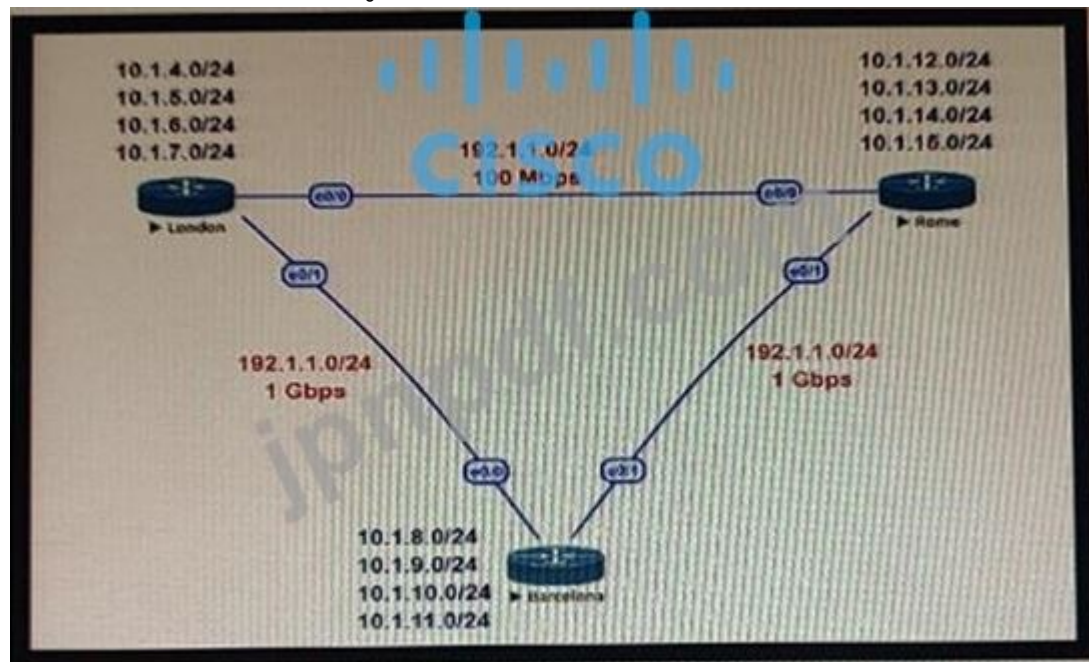 10.1.4.0/24
10.1.5.0/24
10.1.6.0/24
10.1.7.0/24
CISCO
192.1.1.0/24
100 Mbps
10.1.12.0/24
10.1.13.0/24
10.1.14.0/24
10.1.15.0/24
e0/0
e0/0
London
Rome
e0/1
e0/1
192.1.1.0/24
1 Gbps
192.1.1.0/24
1 Gbps
jpnpdf.com
e0/0
e0/1
10.1.8.0/24
10.1.9.0/24
10.1.10.0/24
10.1.11.0/24
Barcelona